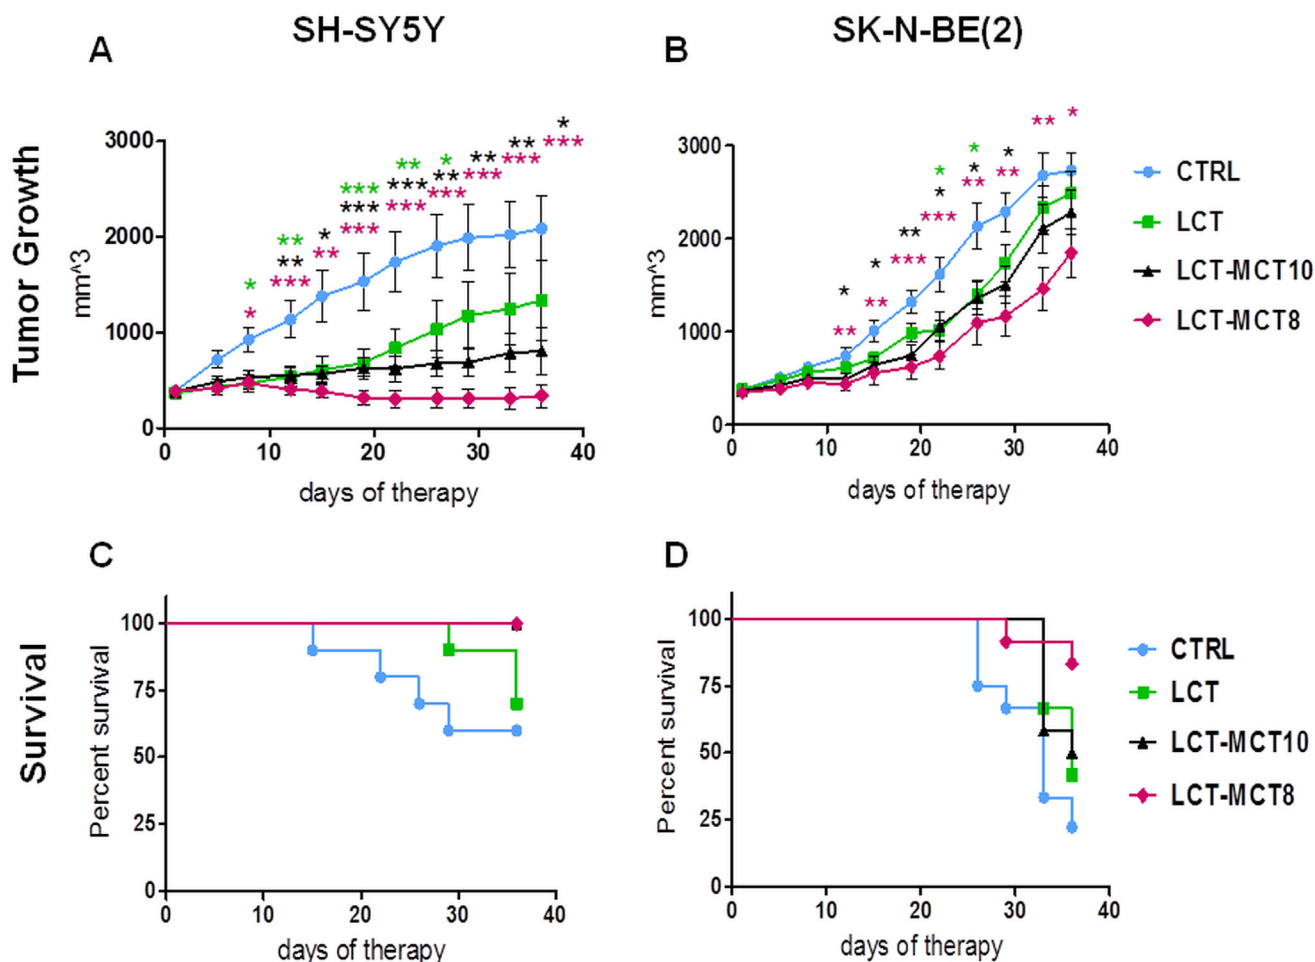 SH-SY5Y
SK-N-BE(2)
A
B
Tumor Growth
mm^3
3000
2000
1000
0
0 10 20 30 40
days of therapy
*
*
**
**
***
*
**
***
***
***
**
***
***
*
**
***
**
***
**
***
*
***
mm^3
3000
2000
1000
0
0 10 20 30 40
days of therapy
*
**
*
**
**
***
*
*
***
*
*
**
*
**
**
*
CTRL
LCT
LCT-MCT10
LCT-MCT8
C
D
Survival
Percent survival
100
75
50
25
0
0 10 20 30 40
days of therapy
Percent survival
100
75
50
25
0
0 10 20 30 40
days of therapy
CTRL
LCT
LCT-MCT10
LCT-MCT8